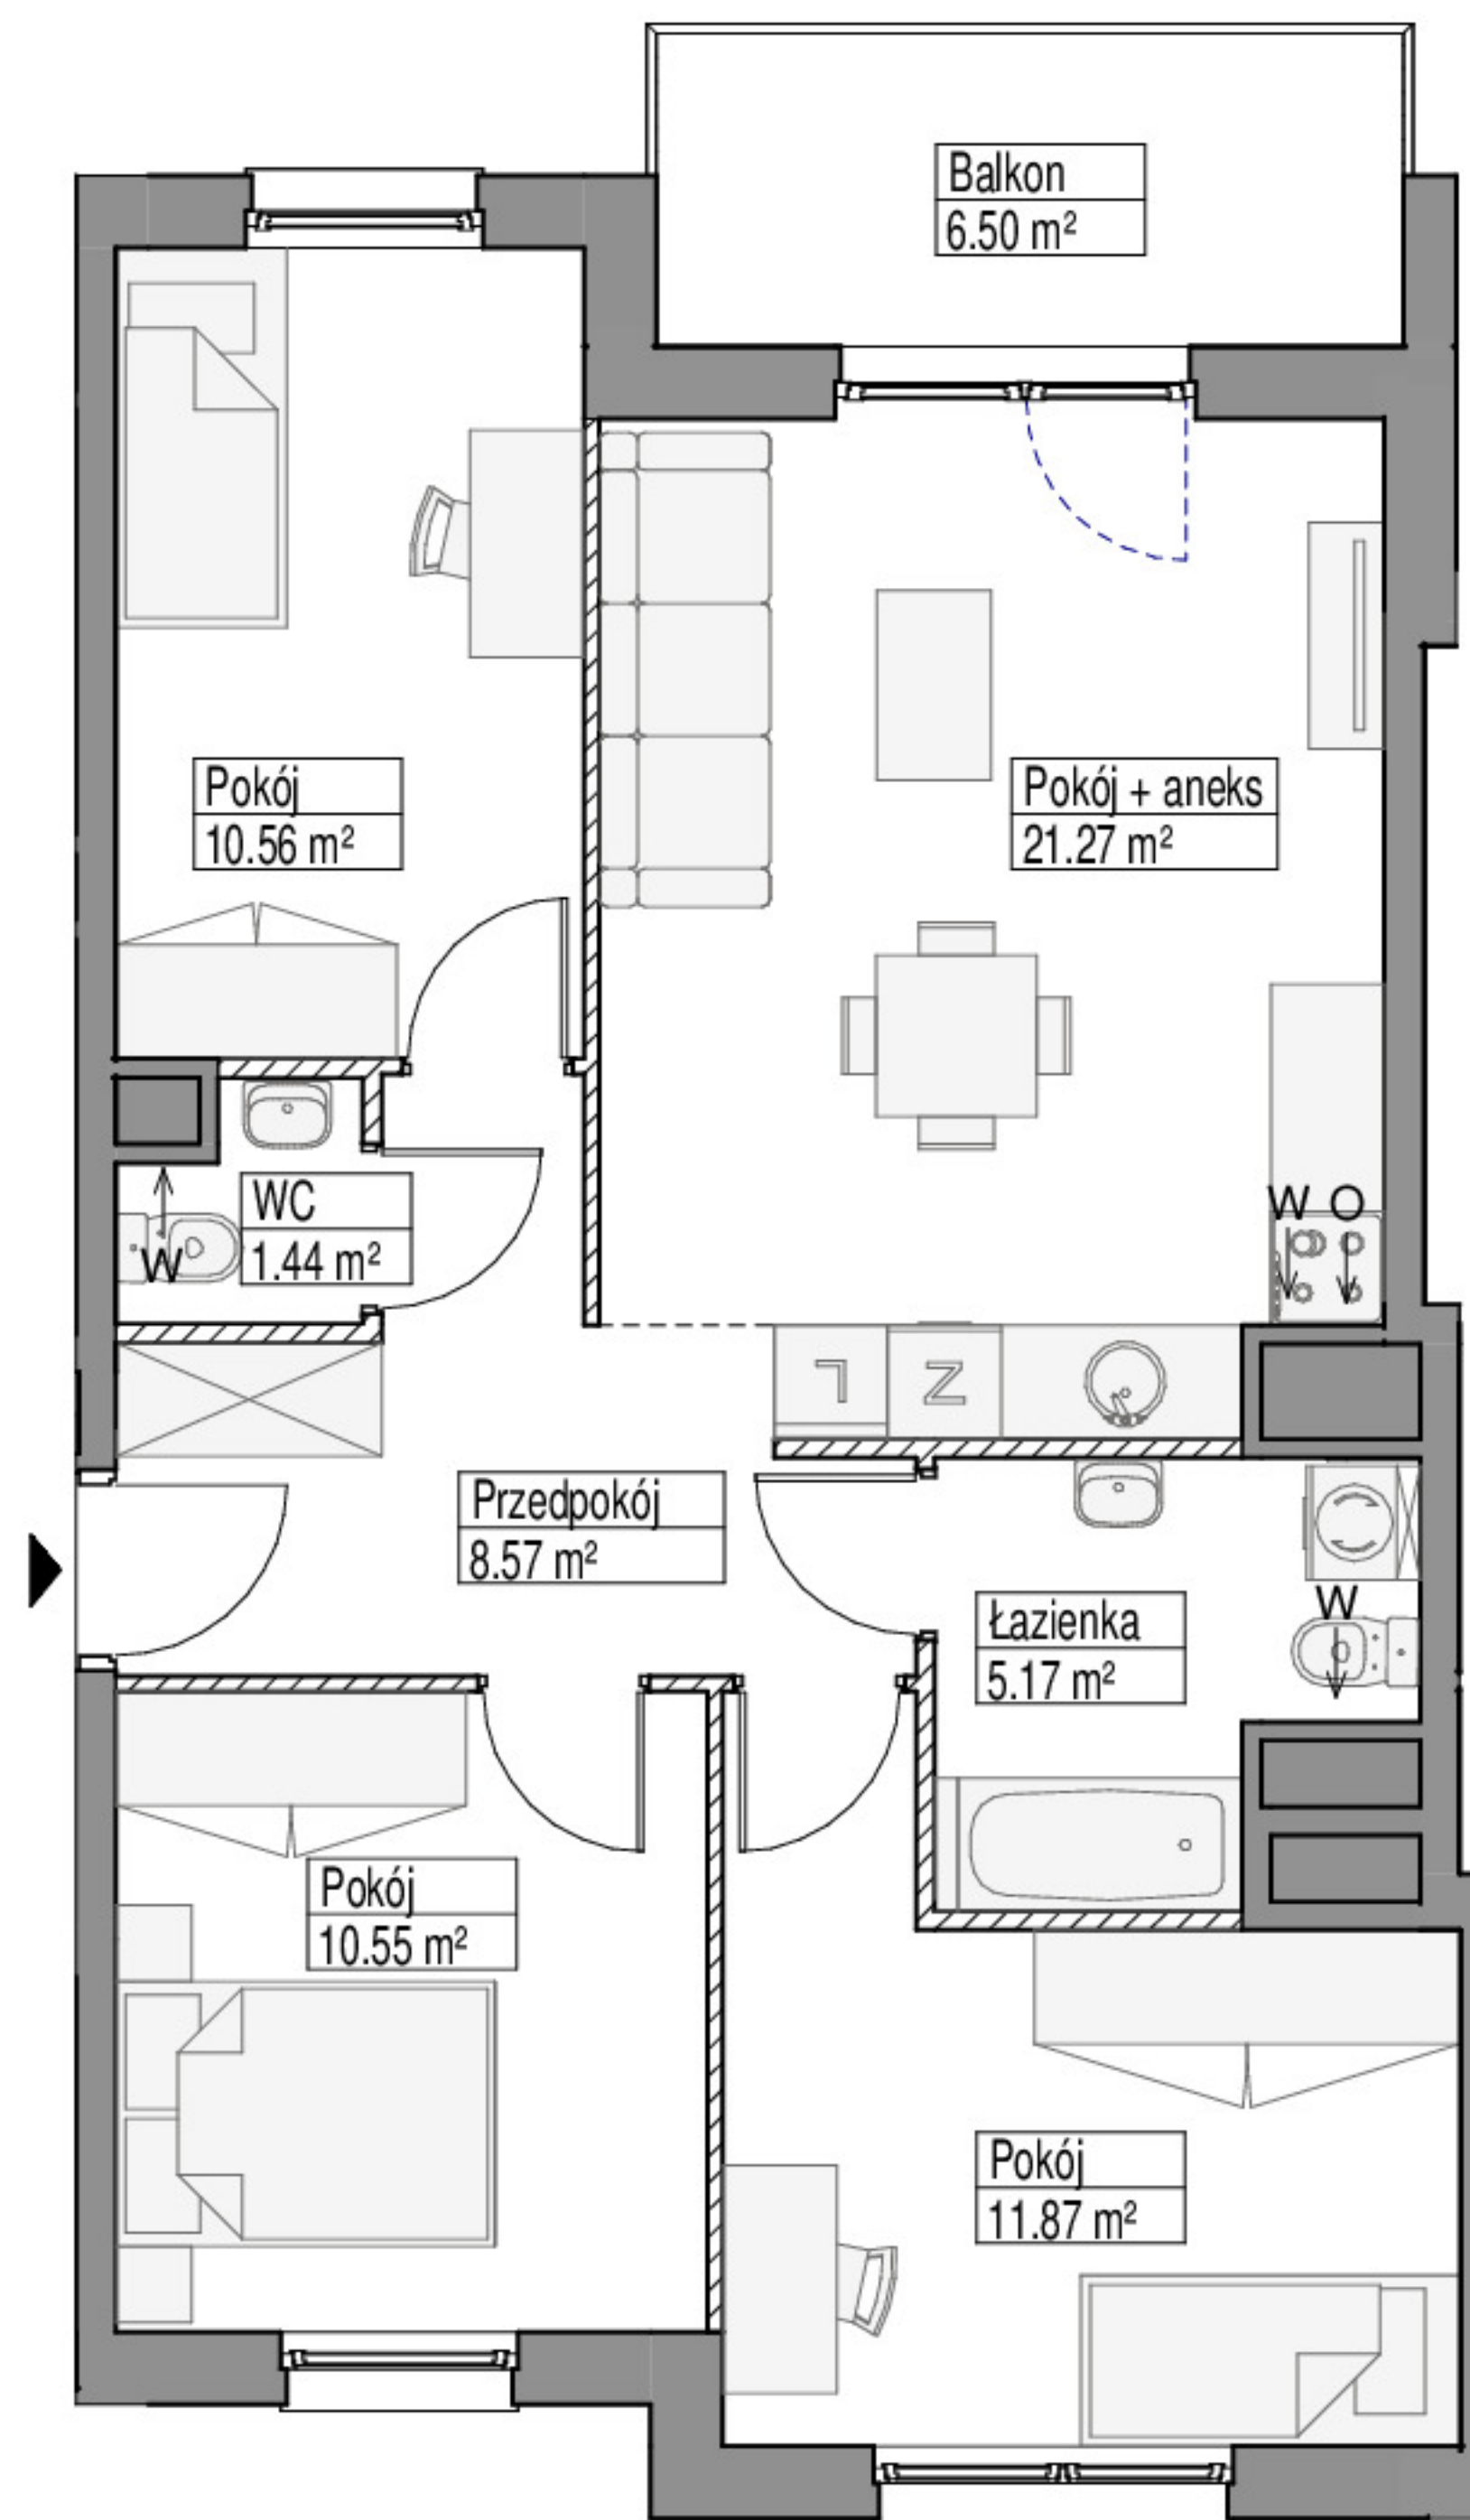 Balkon
6.50 m²
Pokój
10.56 m²
Pokój + aneks
21.27 m²
WC
1.44 m²
W
W O
L
Z
Przedpokój
8.57 m²
Łazienka
5.17 m²
W
Pokój
10.55 m²
Pokój
11.87 m²